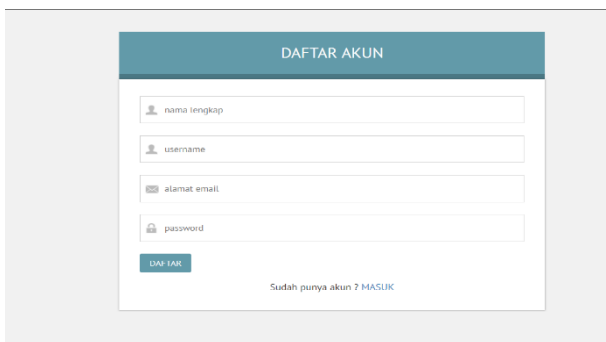 DAFTAR AKUN
nama lengkap
username
alamat email
password
DAFTAR
Sudah punya akun ? MASUK